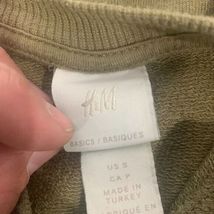 H&M
BASICS / BASIQUES
US S
CA P
MADE IN
TURKEY